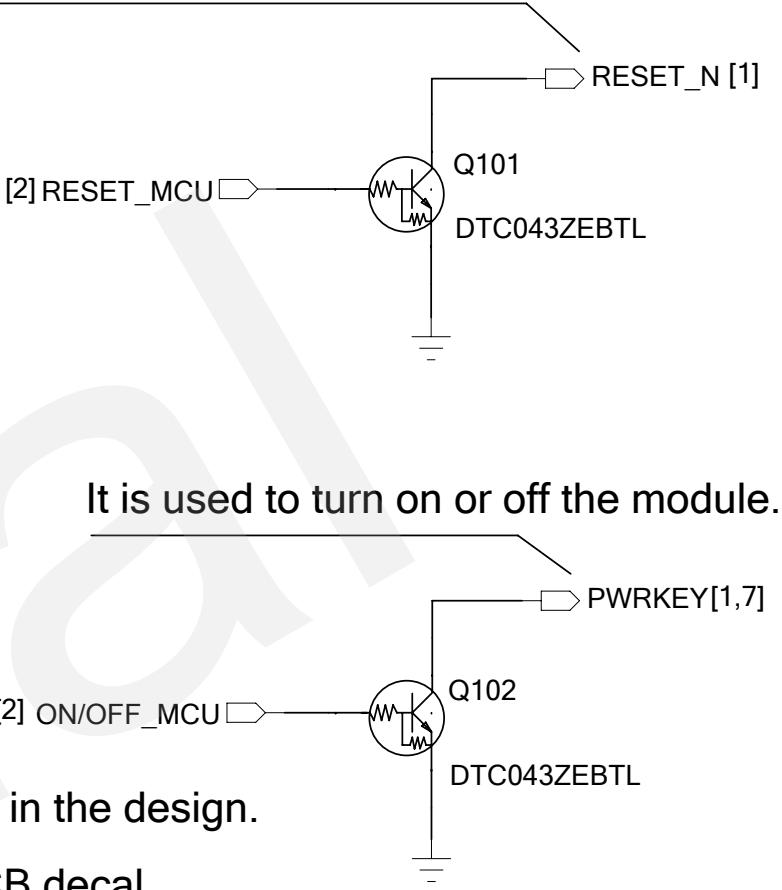 RESET_N [1]
Q101
[2] RESET_MCU
DTC043ZEBTL
It is used to turn on or off the module.
PWRKEY[1,7]
Q102
2] ON/OFF_MCU
DTC043ZEBTL
in the design.
B decal